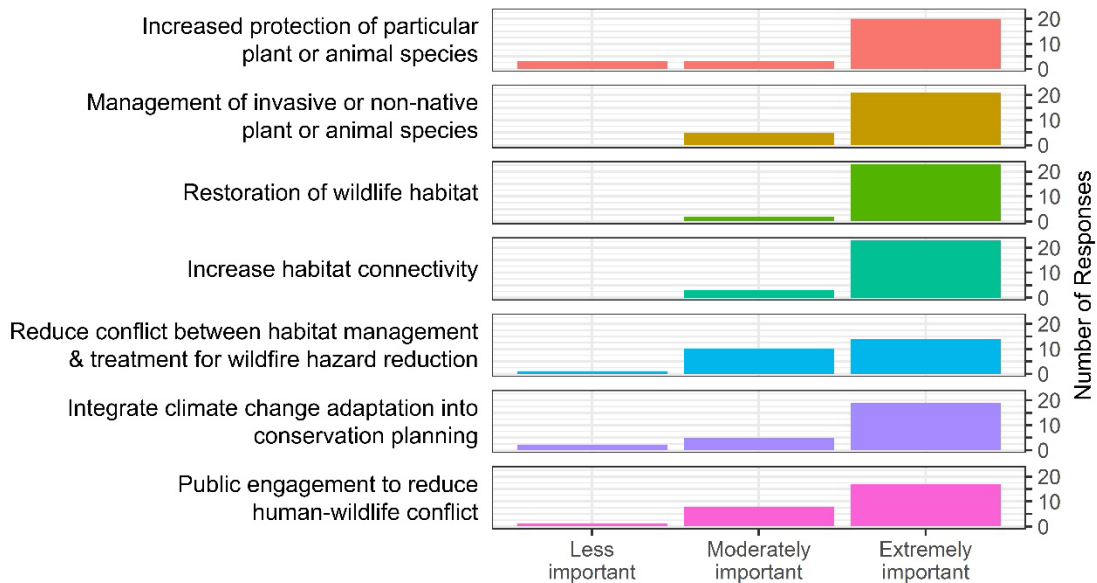 Increased protection of particular
plant or animal species
20
10
0
Management of invasive or non-native
plant or animal species
20
10
0
Restoration of wildlife habitat
20
10
0
Increase habitat connectivity
20
10
0
Reduce conflict between habitat management
& treatment for wildfire hazard reduction
20
10
0
Integrate climate change adaptation into
conservation planning
20
10
0
Public engagement to reduce
human-wildlife conflict
20
10
0
Number of Responses
Less
important
Moderately
important
Extremely
important